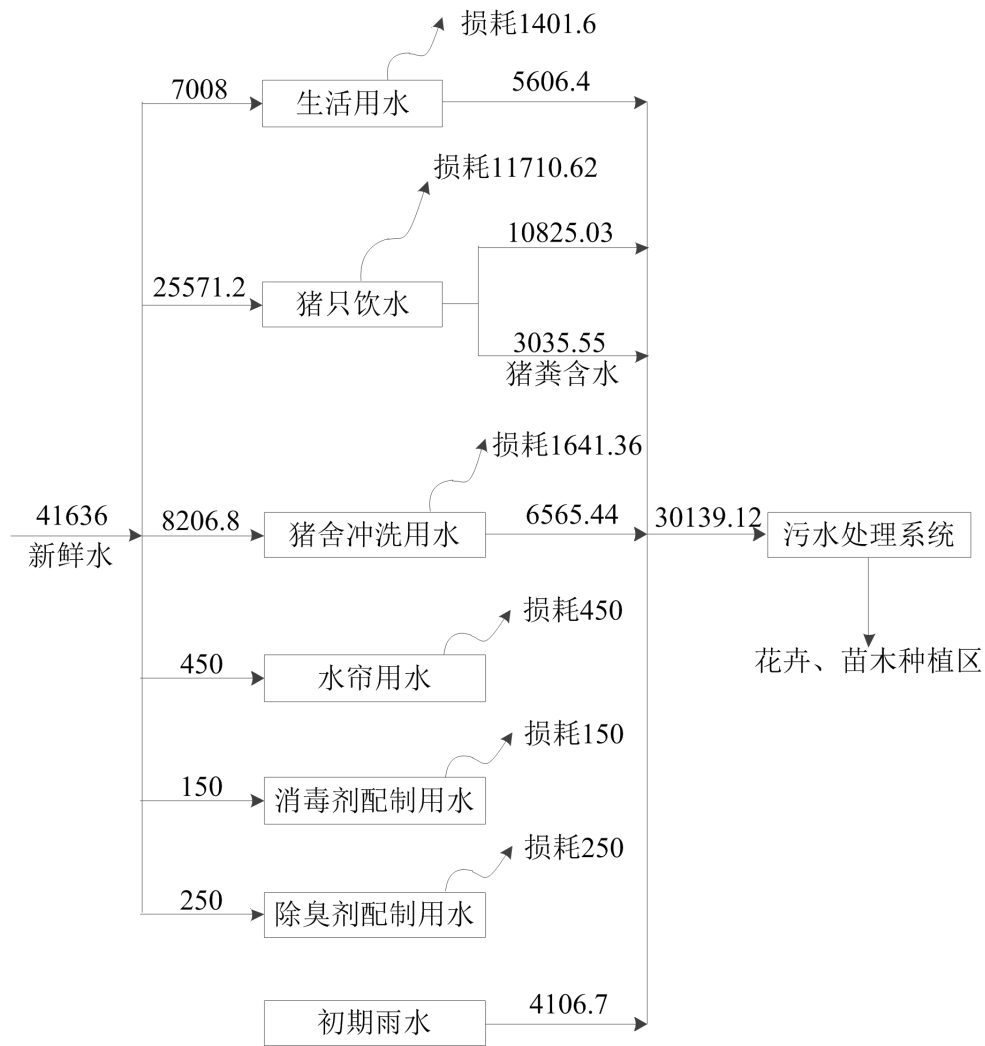 损耗1401.6
7008
生活用水
5606.4
损耗11710.62
10825.03
25571.2
猪只饮水
3035.55
猪粪含水
损耗1641.36
41636
新鲜水
8206.8
猪舍冲洗用水
6565.44
30139.12
污水处理系统
损耗450
450
水帘用水
花卉、苗木种植区
损耗150
150
消毒剂配制用水
损耗250
250
除臭剂配制用水
初期雨水
4106.7